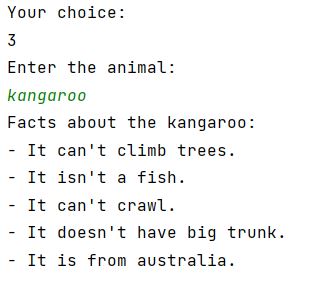 Your choice:
3
Enter the animal:
kangaroo
Facts about the kangaroo:
- It can't climb trees.
- It isn't a fish.
- It can't crawl.
- It doesn't have big trunk.
- It is from australia.